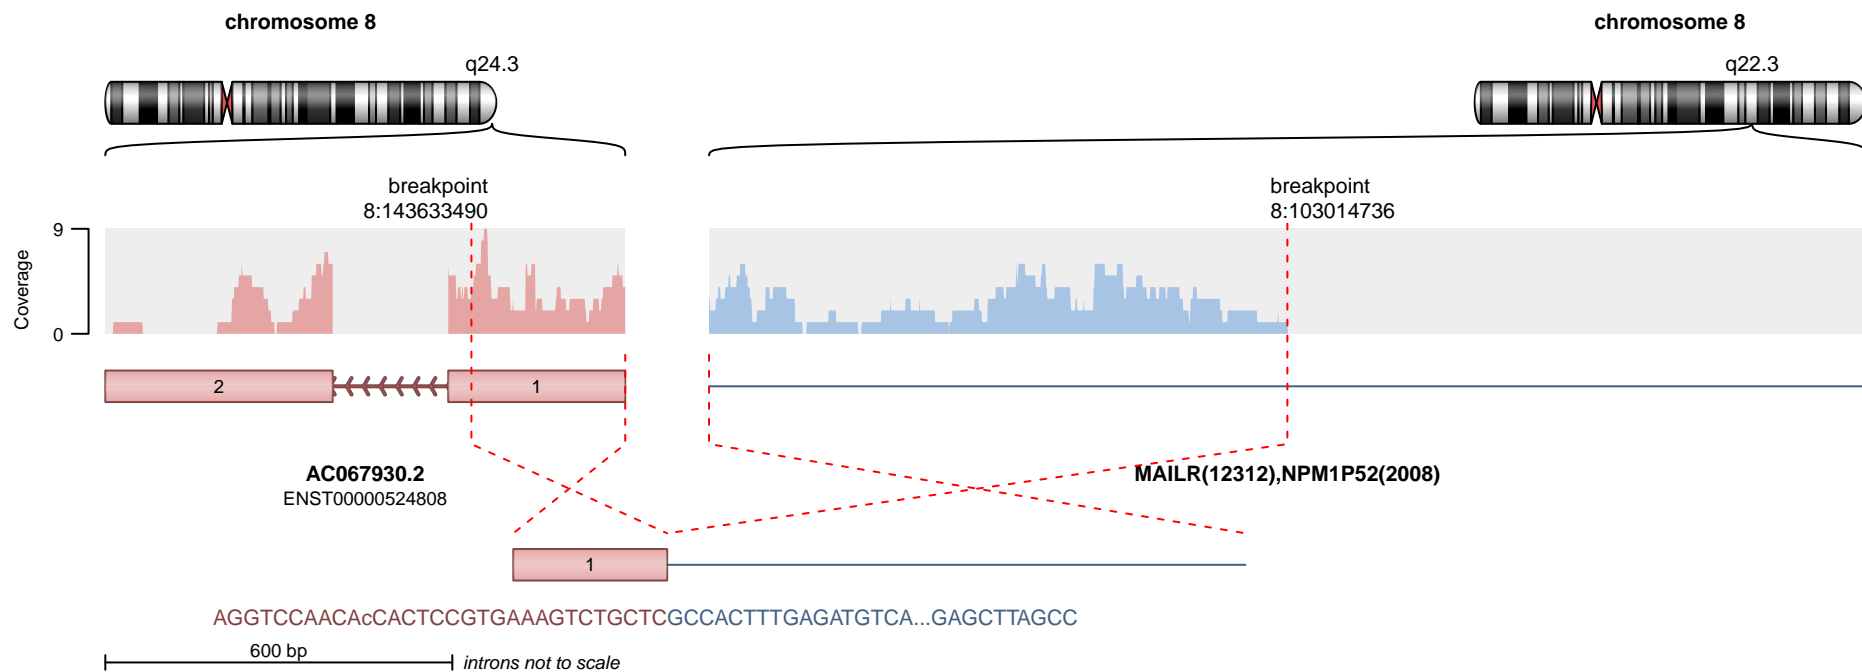 chromosome 8
chromosome 8
q24.3
q22.3
breakpoint
8:143633490
breakpoint
8:103014736
9
Coverage
0
2
1
AC067930.2
ENST00000524808
MAILR(12312),NPM1P52(2008)
1
AGGTCCAACAcCACTCCGTGAAAGTCTGCTCGCCACTTTGAGATGTCA...GAGCTTAGCC
600 bp
introns not to scale